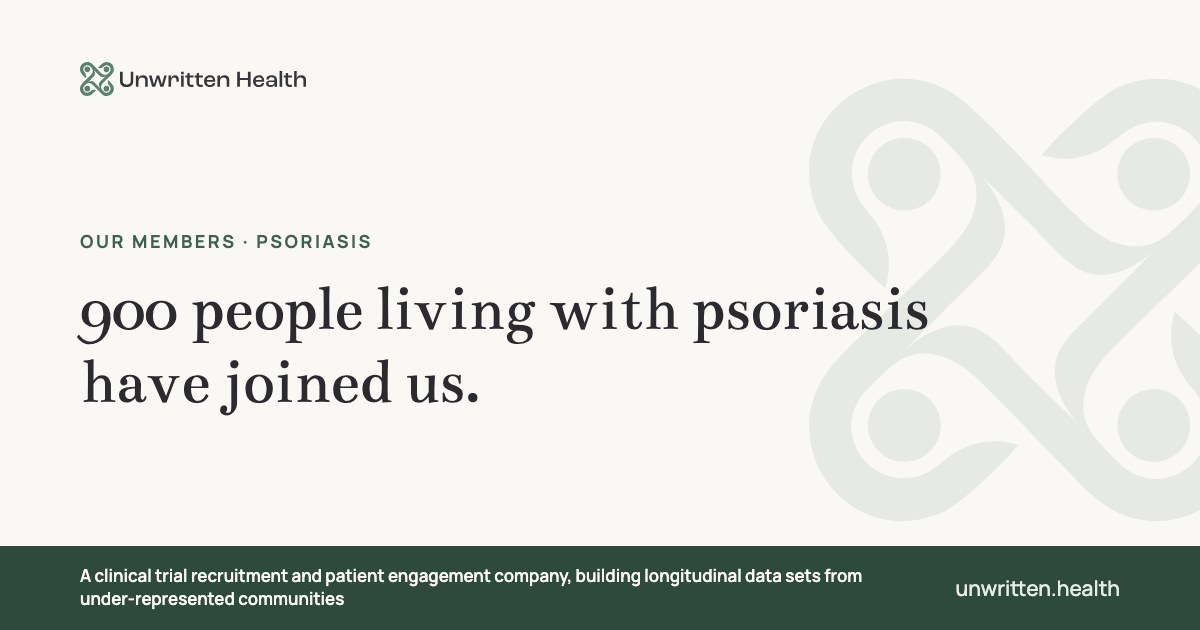 Unwritten Health
OUR MEMBERS · PSORIASIS
900 people living with psoriasis
have joined us.
A clinical trial recruitment and patient engagement company, building longitudinal data sets from
under-represented communities
unwritten.health